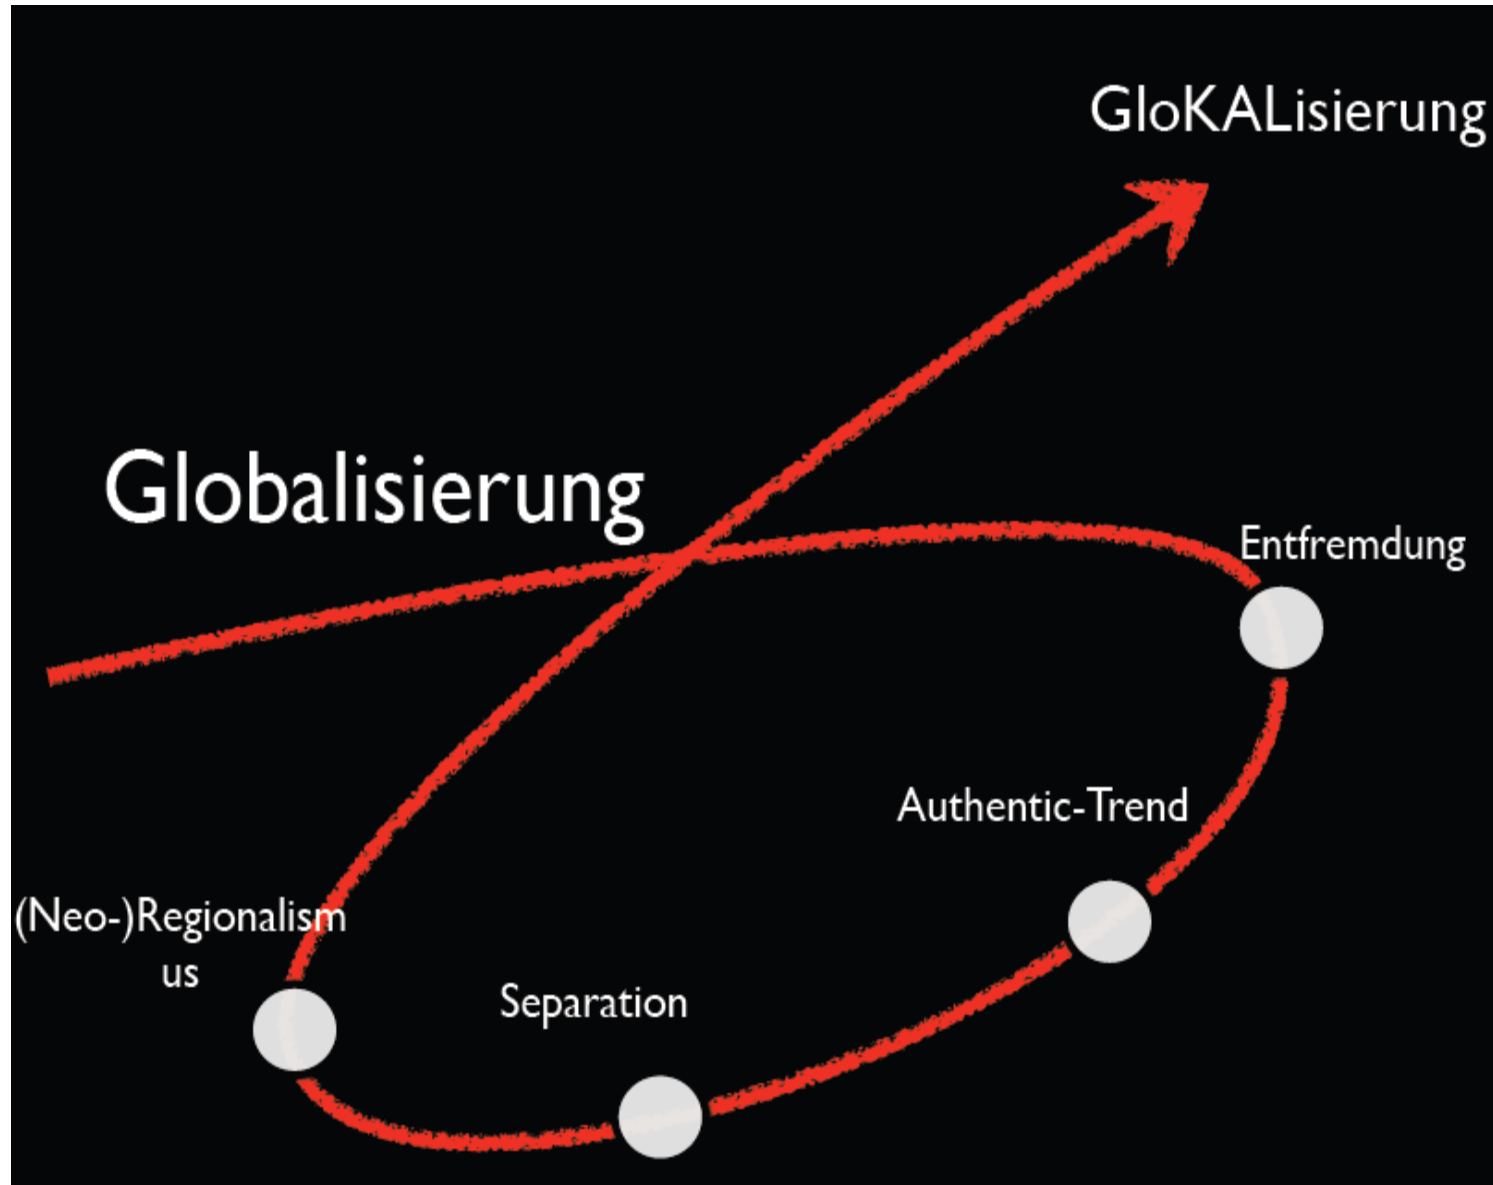 GloKALisierung
Globalisierung
Entfremdung
Authentic-Trend
(Neo-)Regionalism
us
Separation